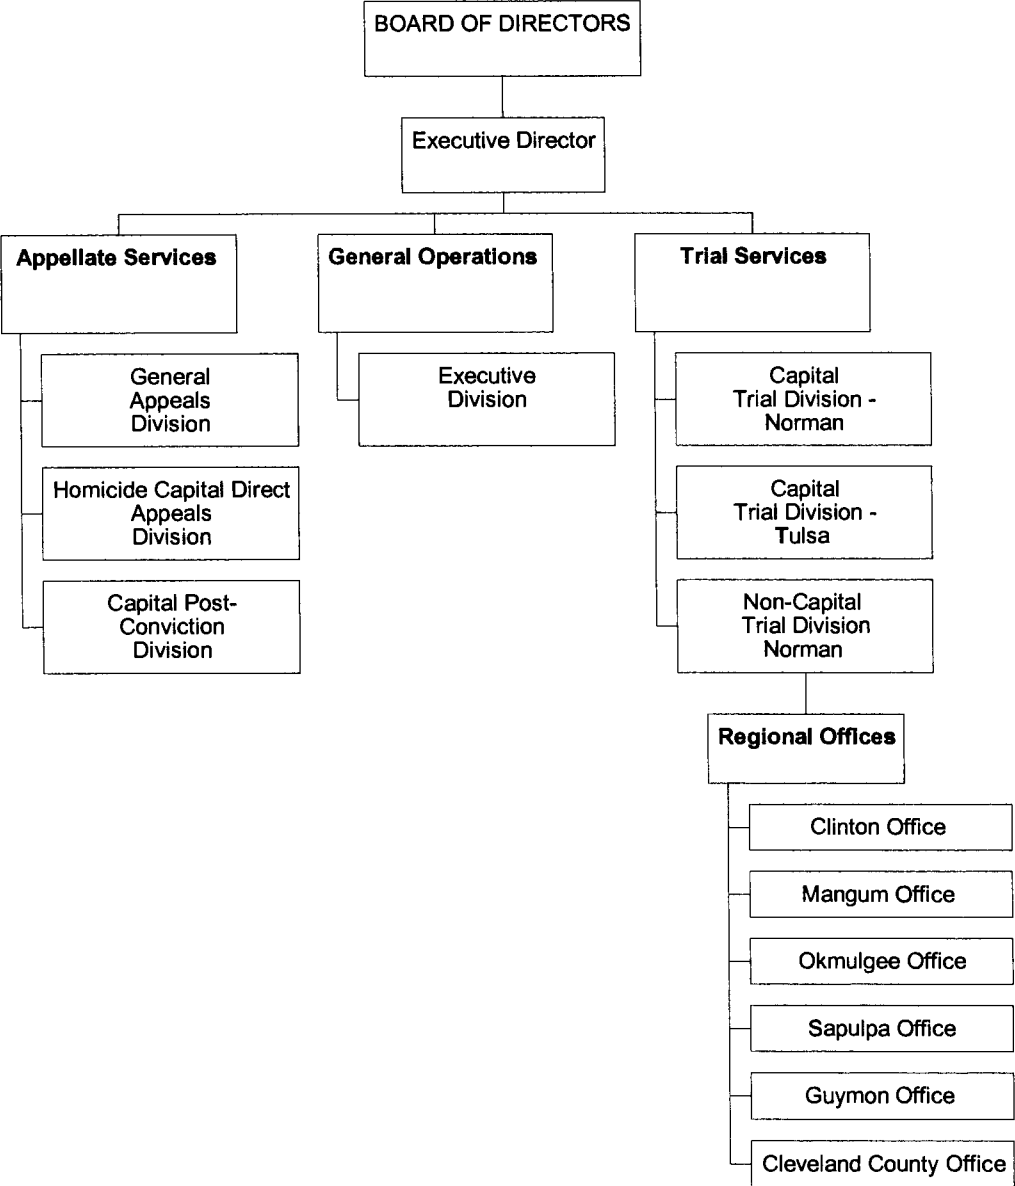 BOARD OF DIRECTORS
Executive Director
Appellate Services
General Operations
Trial Services
General
Appeals
Division
Homicide Capital Direct
Appeals
Division
Capital Post-
Conviction
Division
Executive
Division
Capital
Trial Division -
Norman
Capital
Trial Division -
Tulsa
Non-Capital
Trial Division
Norman
Regional Offices
Clinton Office
Mangum Office
Okmulgee Office
Sapulpa Office
Guymon Office
Cleveland County Office